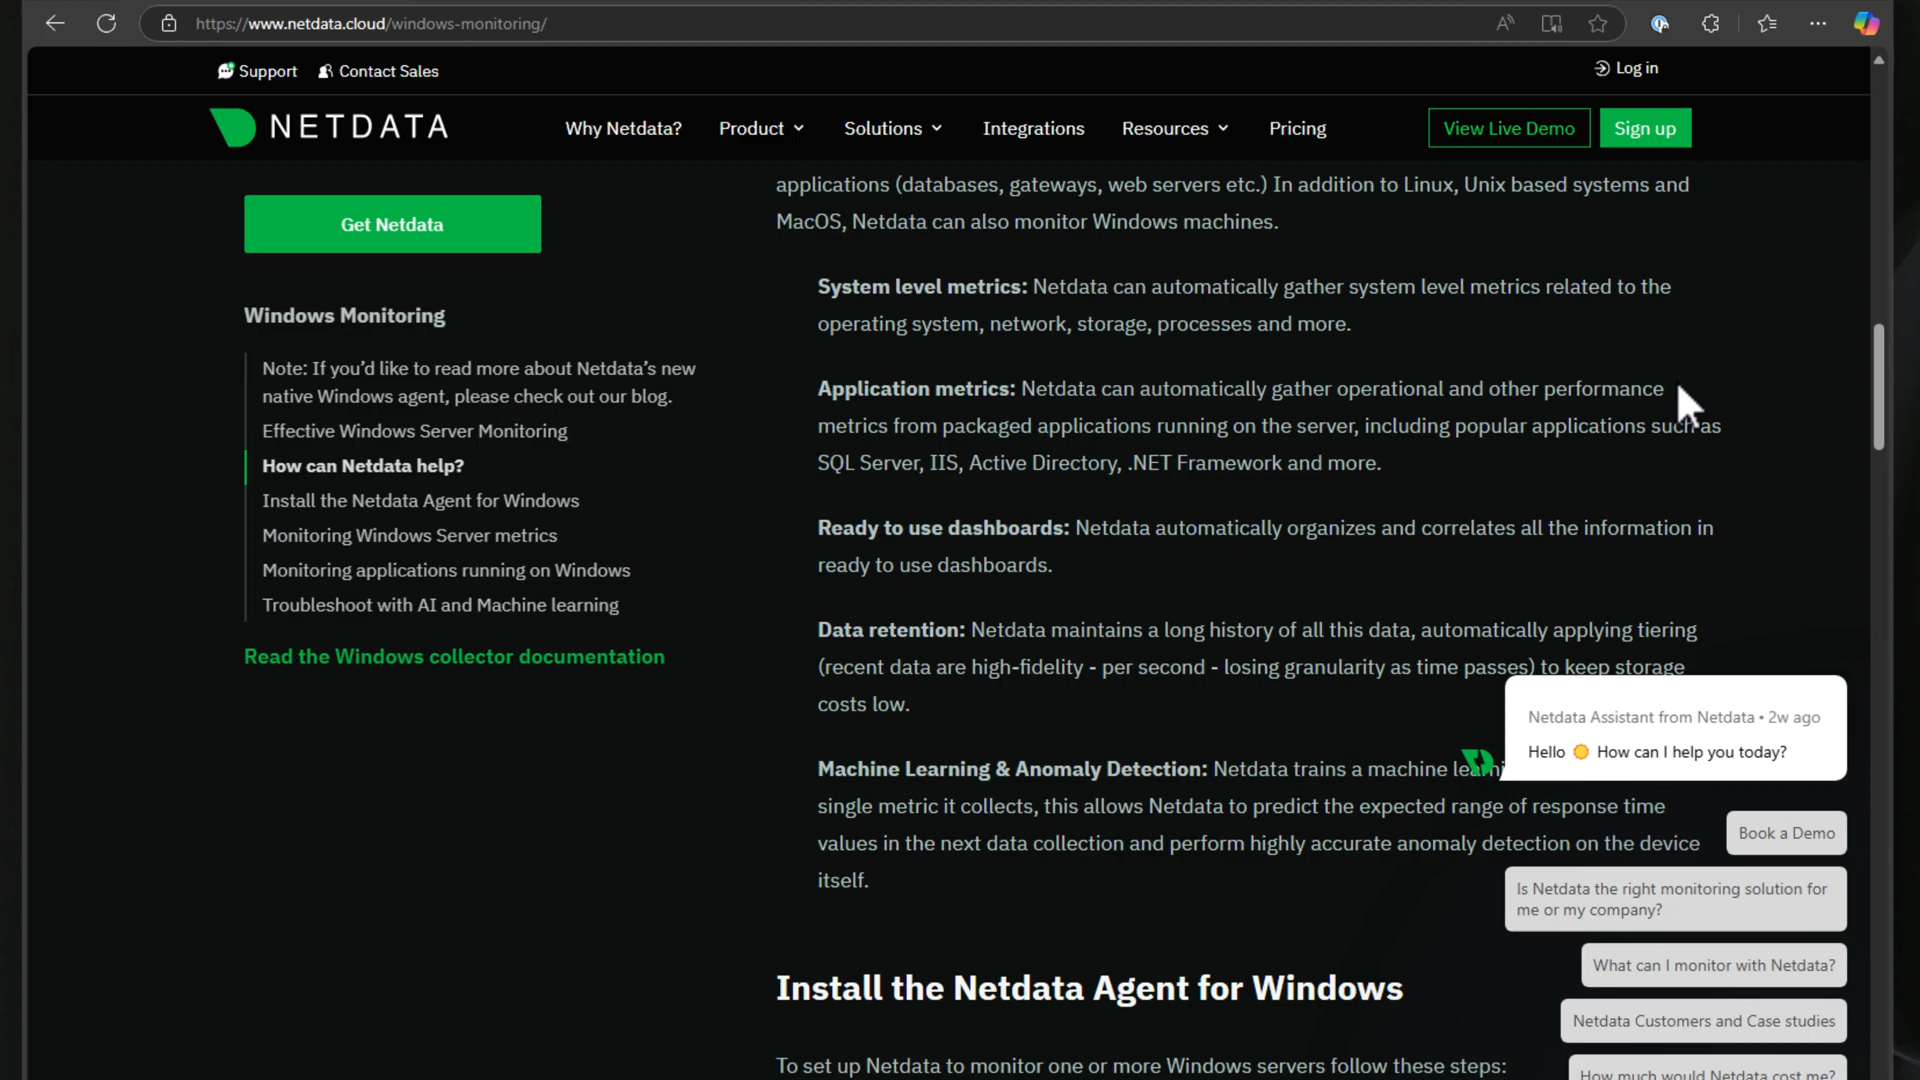 https://www.netdata.cloud/windows-monitoring/
Support
Contact Sales
Log in
NETDATA
Why Netdata?
Product
Solutions
Integrations
Resources
Pricing
View Live Demo
Sign up
Get Netdata
Windows Monitoring
Note: If you’d like to read more about Netdata’s new
native Windows agent, please check out our blog.
Effective Windows Server Monitoring
How can Netdata help?
Install the Netdata Agent for Windows
Monitoring Windows Server metrics
Monitoring applications running on Windows
Troubleshoot with AI and Machine learning
Read the Windows collector documentation
applications (databases, gateways, web servers etc.) In addition to Linux, Unix based systems and
MacOS, Netdata can also monitor Windows machines.
System level metrics: Netdata can automatically gather system level metrics related to the
operating system, network, storage, processes and more.
Application metrics: Netdata can automatically gather operational and other performance
metrics from packaged applications running on the server, including popular applications such as
SQL Server, IIS, Active Directory, .NET Framework and more.
Ready to use dashboards: Netdata automatically organizes and correlates all the information in
ready to use dashboards.
Data retention: Netdata maintains a long history of all this data, automatically applying tiering
(recent data are high-fidelity - per second - losing granularity as time passes) to keep storage
costs low.
Machine Learning & Anomaly Detection: Netdata trains a machine
single metric it collects, this allows Netdata to predict the expected range of response time
values in the next data collection and perform highly accurate anomaly detection on the device
itself.
Install the Netdata Agent for Windows
To set up Netdata to monitor one or more Windows servers follow these steps:
Netdata Assistant from Netdata • 2w ago
Hello 🌞 How can I help you today?
Book a Demo
Is Netdata the right monitoring solution for
me or my company?
What can I monitor with Netdata?
Netdata Customers and Case studies
How much would Netdata cost me?